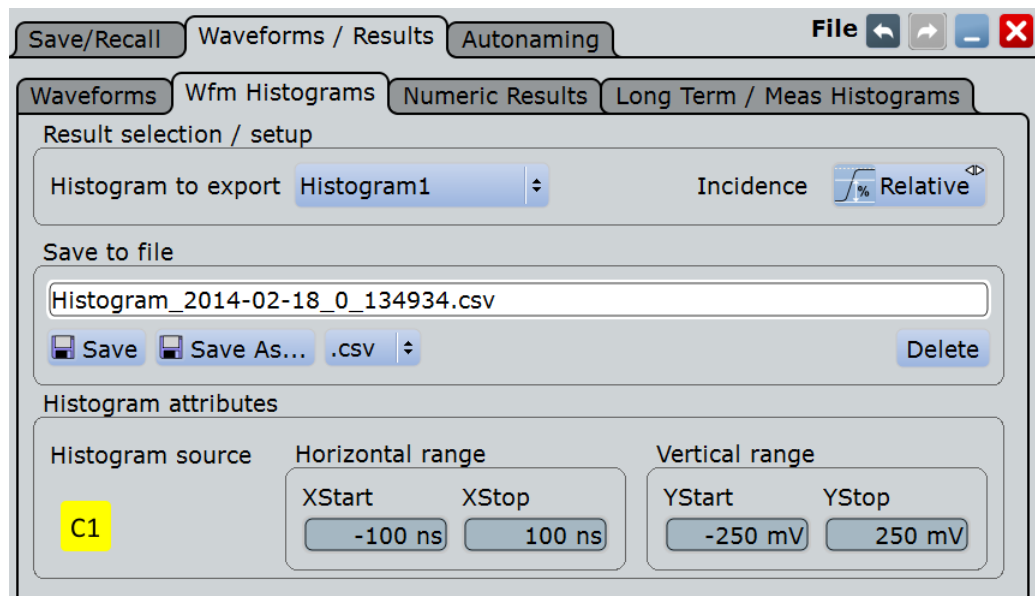 Save/Recall Waveforms / Results Autonaming File
Waveforms Wfm Histograms Numeric Results Long Term / Meas Histograms
Result selection / setup
Histogram to export Histogram1 Incidence % Relative
Save to file
Histogram_2014-02-18_0_134934.csv
Save Save As... .csv Delete
Histogram attributes
Histogram source Horizontal range Vertical range
XStart XStop YStart YStop
C1 -100 ns 100 ns -250 mV 250 mV